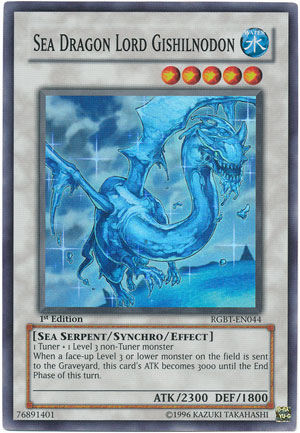 SEA DRAGON LORD GISHILNODON
WATER
水
1st Edition
RGBT-EN044
[SEA SERPENT/SYNCHRO/EFFECT]
1 Tuner + 1 Level 3 non-Tuner monster
When a face-up Level 3 or lower monster on the field is sent
to the Graveyard, this card's ATK becomes 3000 until the End
Phase of this turn.
ATK/2300 DEF/1800
76891401
©1996 KAZUKI TAKAHASHI